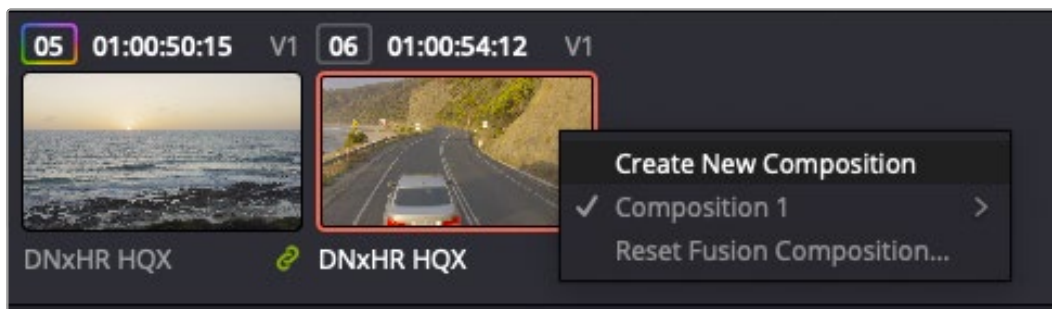 05 01:00:50:15 V1 06 01:00:54:12 V1
DNxHR HQX DNxHR HQX
Create New Composition
Composition 1
Reset Fusion Composition...